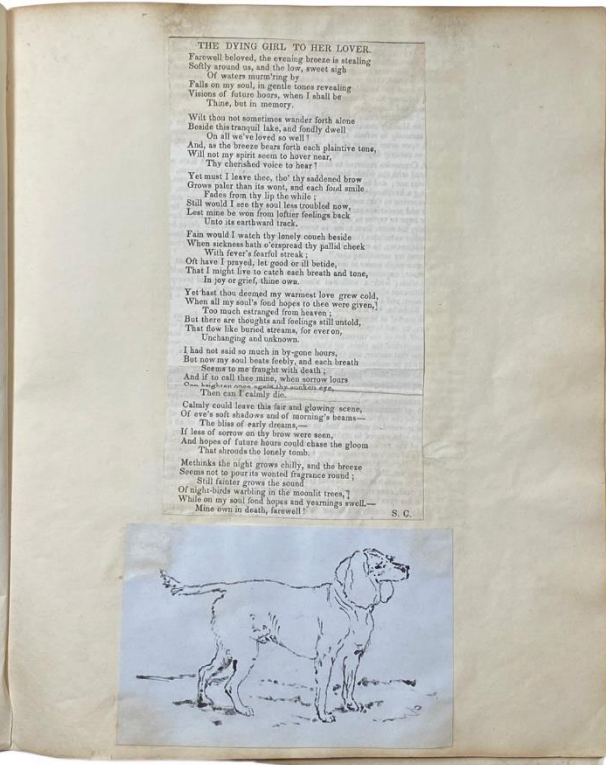 THE DYING GIRL TO HER LOVER.
Farewell beloved, the evening breeze is stealing
Softly around us, and the low, sweet sigh
Of waters murm'ring by
Falls on my soul, in gentle tones revealing
Visions of future hours, when I shall be
Thine, but in memory.
Wilt thou not sometimes wander forth alone
Beside this tranquil lake, and fondly dwell
On all we've loved so well?
And, as the breeze bears forth each plaintive tone,
Will not my spirit seem to hover near,
Thy cherished voice to hear?
Yet must I leave thee, tho' thy saddened brow
Grows paler than its wont, and each fond smile
Fades from thy lip the while;
Still would I see thy soul less troubled now,
Lest mine be won from loftier feelings back
Unto its earthward track.
Fain would I watch thy lonely couch beside
When sickness hath o'erspread thy pallid cheek
With fever's fearful streak;
Oft have I prayed, let good or ill betide,
That I might live to catch each breath and tone,
In joy or grief, thine own.
Yet hast thou deemed my warmest love grew cold,
When all my soul's fond hopes to thee were given,
Too much estranged from heaven;
But there are thoughts and feelings still untold,
That flow like buried streams, for ever on,
Unchanging and unknown.
I had not said so much in by-gone hours,
But now my soul beats feebly, and each breath
Seems to me fraught with death;
And if to call thee mine, when sorrow lours
Can brighten once again thy sunken eye,
Then can I calmly die.
Calmly could leave this fair and glowing scene,
Of eve's soft shadows and of morning's beams—
The bliss of early dreams,—
If less of sorrow on thy brow were seen,
And hopes of future hours could chase the gloom
That shrouds the lonely tomb.
Methinks the night grows chilly, and the breeze
Seems not to pour its wonted fragrance round;
Still fainter grows the sound
Of night-birds warbling in the moonlit trees,
While on my soul fond hopes and yearnings swell—
Mine own in death, farewell!
S. C.